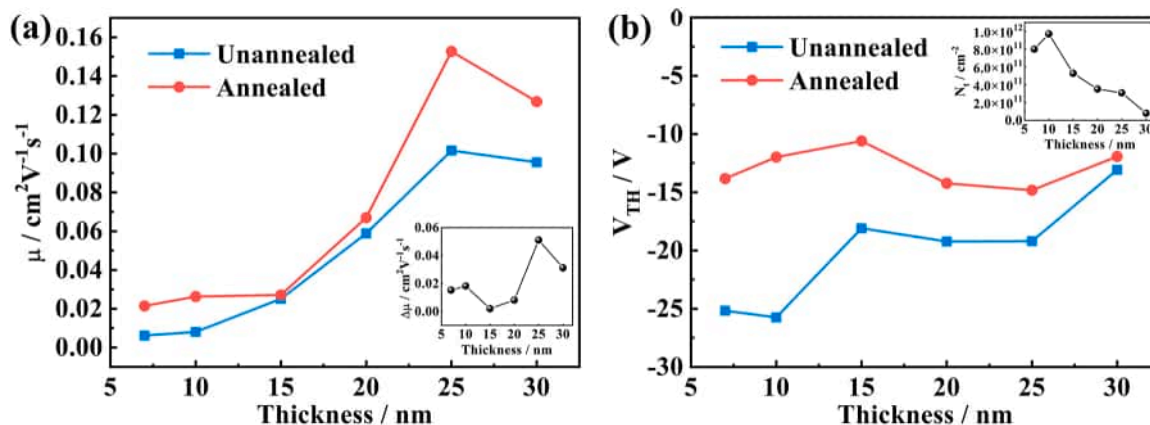 (a)
0.16
0.14
0.12
0.10
0.08
0.06
0.04
0.02
0.00
μ / cm²V⁻¹s⁻¹
Unannealed
Annealed
5 10 15 20 25 30
Thickness / nm
0.06
0.04
0.02
0.00
Δμ / cm²V⁻¹s⁻¹
5 10 15 20 25 30
Thickness / nm
(b)
0
-5
-10
-15
-20
-25
-30
V_TH / V
Unannealed
Annealed
5 10 15 20 25 30
Thickness / nm
1.0×10¹²
8.0×10¹¹
6.0×10¹¹
4.0×10¹¹
2.0×10¹¹
0.0
N_t / cm⁻²
5 10 15 20 25 30
Thickness / nm